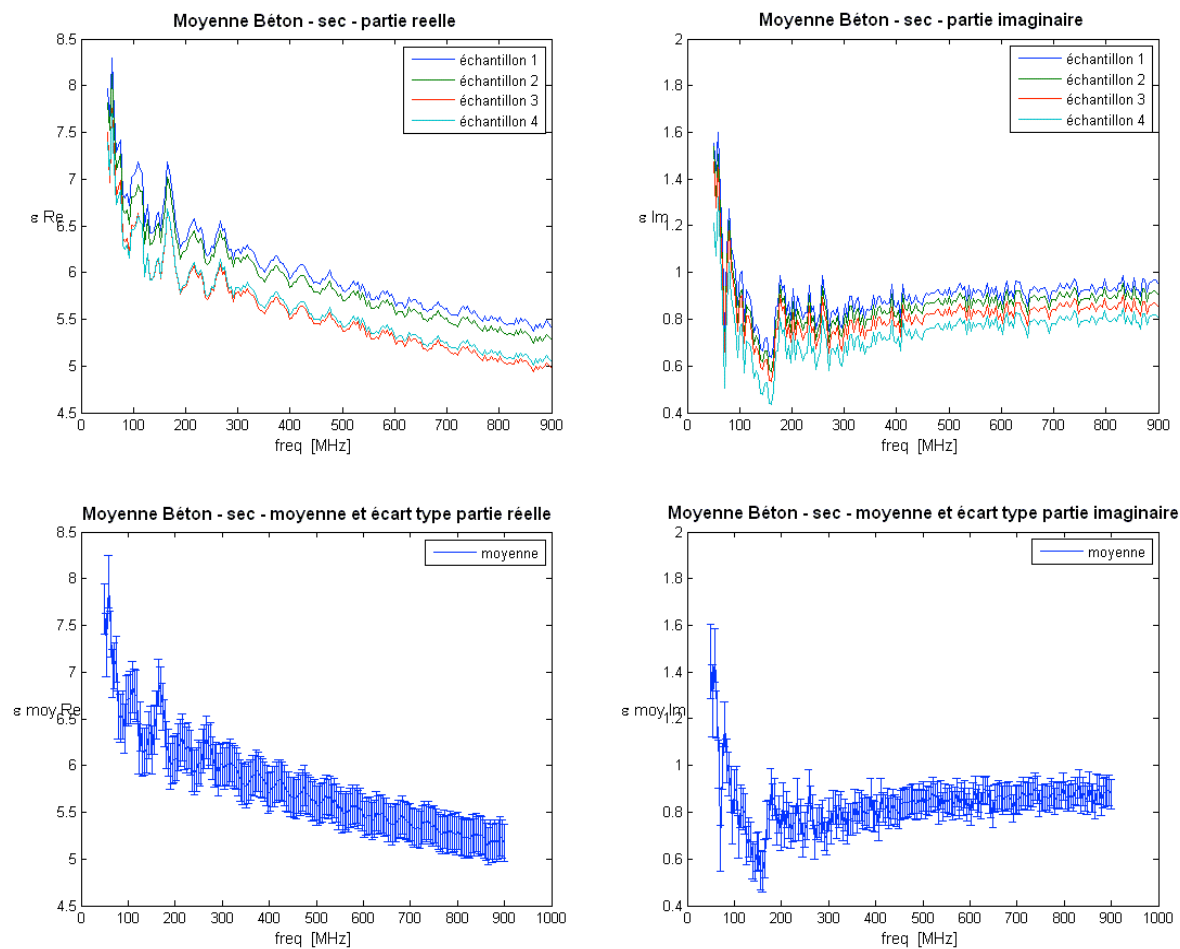 Moyenne Béton - sec - partie reelle
8.5
8
7.5
7
6.5
6
5.5
5
4.5
ε Re
échantillon 1
échantillon 2
échantillon 3
échantillon 4
0 100 200 300 400 500 600 700 800 900
freq [MHz]
Moyenne Béton - sec - partie imaginaire
2
1.8
1.6
1.4
1.2
1
0.8
0.6
0.4
ε Im
échantillon 1
échantillon 2
échantillon 3
échantillon 4
0 100 200 300 400 500 600 700 800 900
freq [MHz]
Moyenne Béton - sec - moyenne et écart type partie réelle
8.5
8
7.5
7
6.5
6
5.5
5
4.5
ε moy,Re
moyenne
0 100 200 300 400 500 600 700 800 900 1000
freq [MHz]
Moyenne Béton - sec - moyenne et écart type partie imaginaire
2
1.8
1.6
1.4
1.2
1
0.8
0.6
0.4
ε moy,Im
moyenne
0 100 200 300 400 500 600 700 800 900 1000
freq [MHz]